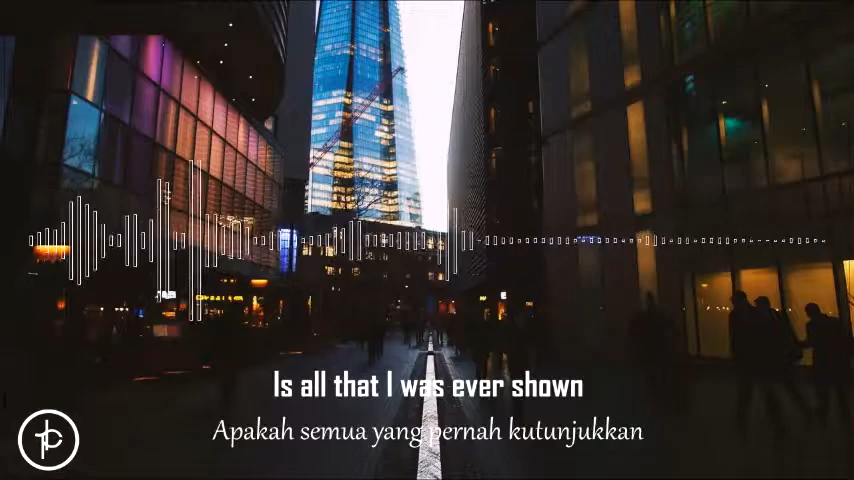 Is all that I was ever shown
Apakah semua yang pernah kutunjukkan